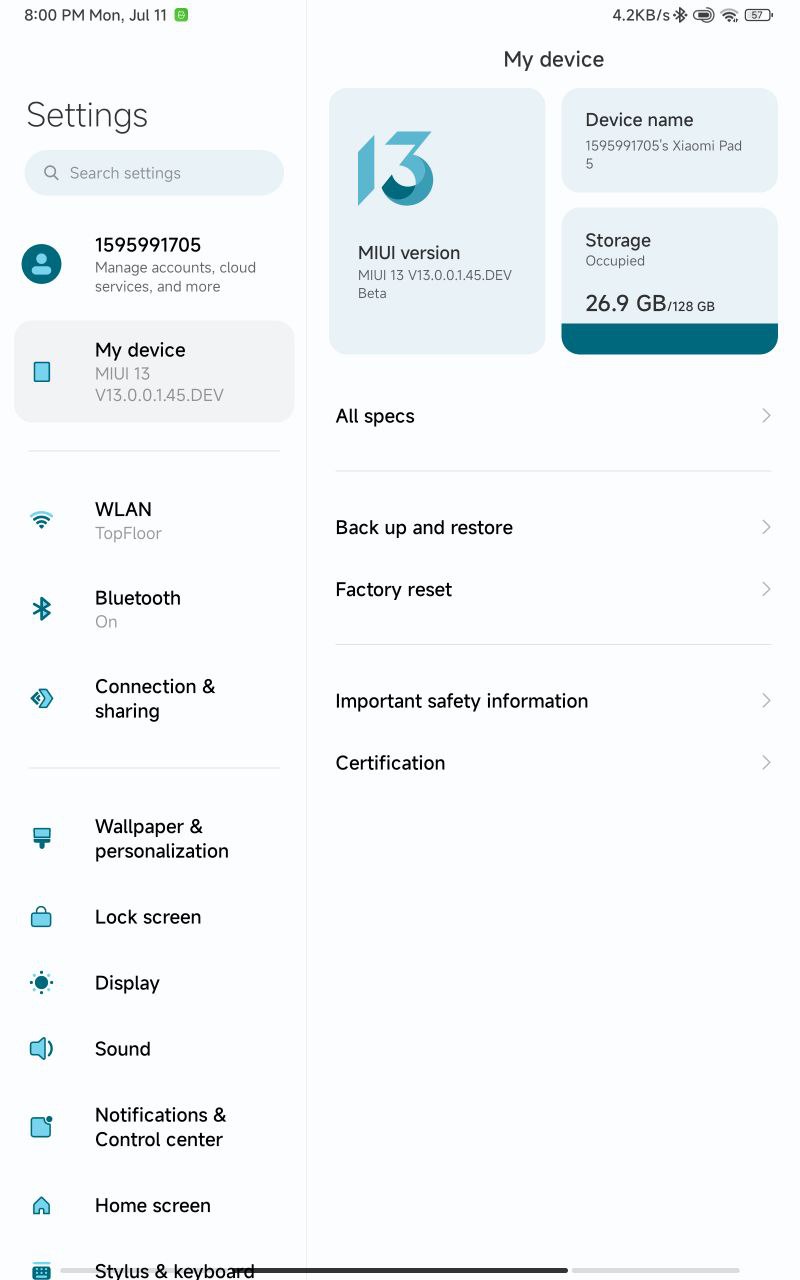 8:00 PM Mon, Jul 11
4.2KB/s
57
Settings
Search settings
1595991705
Manage accounts, cloud
services, and more
My device
MIUI 13
V13.0.0.1.45.DEV
WLAN
TopFloor
Bluetooth
On
Connection &
sharing
Wallpaper &
personalization
Lock screen
Display
Sound
Notifications &
Control center
Home screen
Stylus & keyboard
My device
13
MIUI version
MIUI 13 V13.0.0.1.45.DEV
Beta
Device name
1595991705's Xiaomi Pad
5
Storage
Occupied
26.9 GB/128 GB
All specs
Back up and restore
Factory reset
Important safety information
Certification